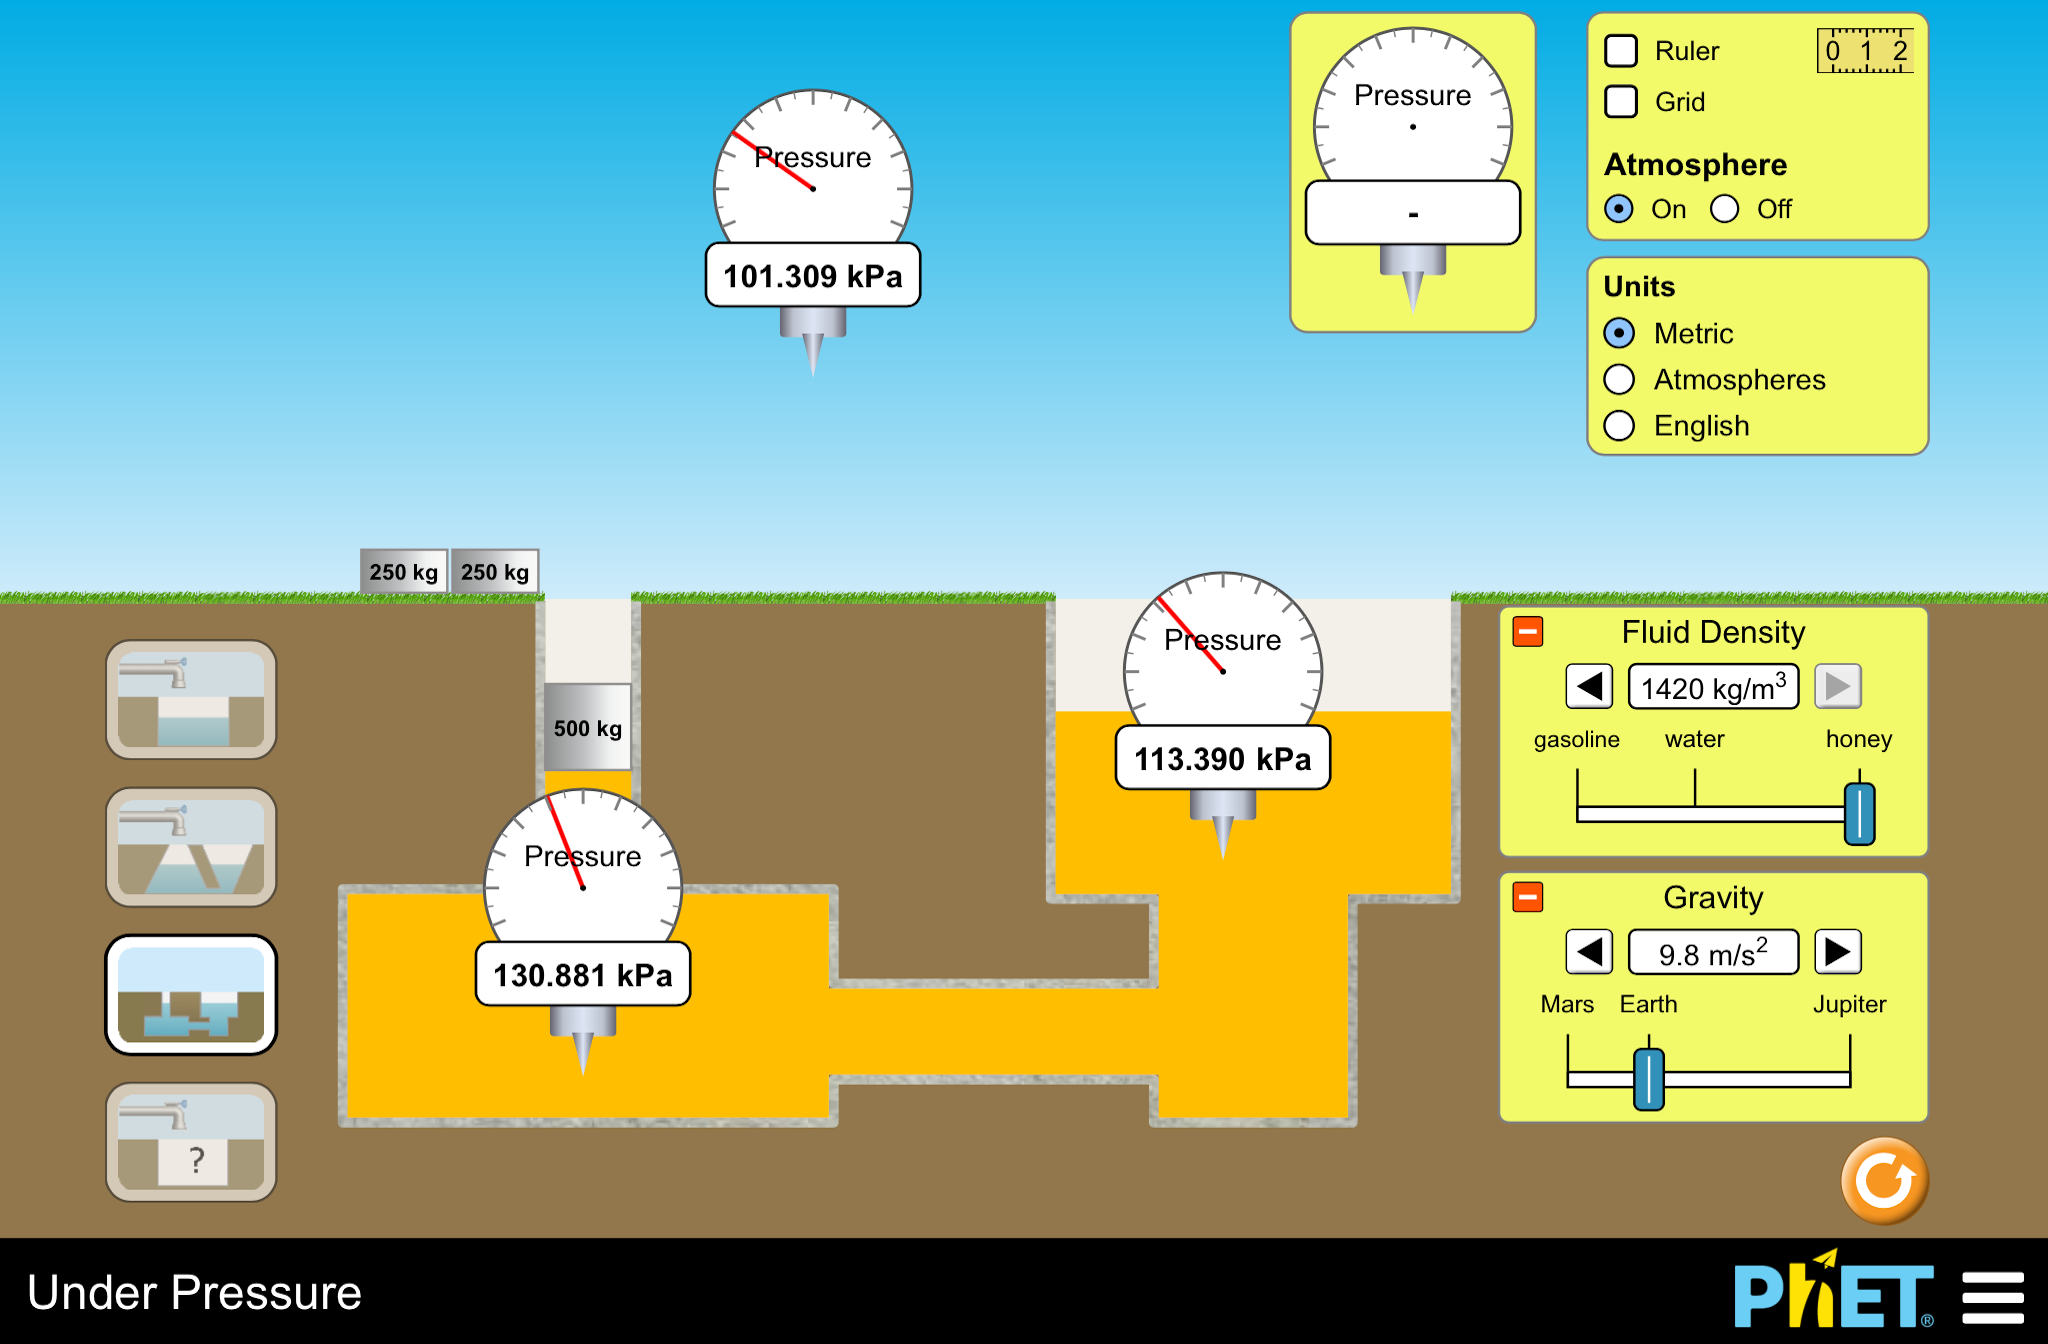 Pressure
101.309 kPa
Pressure
-
Ruler
0 1 2
Grid
Atmosphere
On Off
Units
Metric
Atmospheres
English
250 kg 250 kg
500 kg
Pressure
113.390 kPa
Pressure
130.881 kPa
Fluid Density
1420 kg/m³
gasoline water honey
Gravity
9.8 m/s²
Mars Earth Jupiter
?
Under Pressure
PhET®